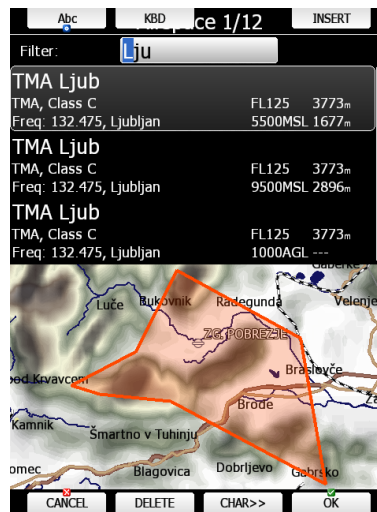 Abc KBD INSERT
ce 1/12
Filter: Lju
TMA Ljub
TMA, Class C FL125 3773m
Freq: 132.475, Ljubljan 5500MSL 1677m
TMA Ljub
TMA, Class C FL125 3773m
Freq: 132.475, Ljubljan 9500MSL 2896m
TMA Ljub
TMA, Class C FL125 3773m
Freq: 132.475, Ljubljan 1000AGL ---
Luče Bukovnik Radegunda Velenje
ZG. POBREZJE
Braslovče
od Krvavcem
Brode
Kamnik
Šmartno v Tuhinju
omec Blagovica Dobrljevo Gabrsko
CANCEL DELETE CHAR>> OK